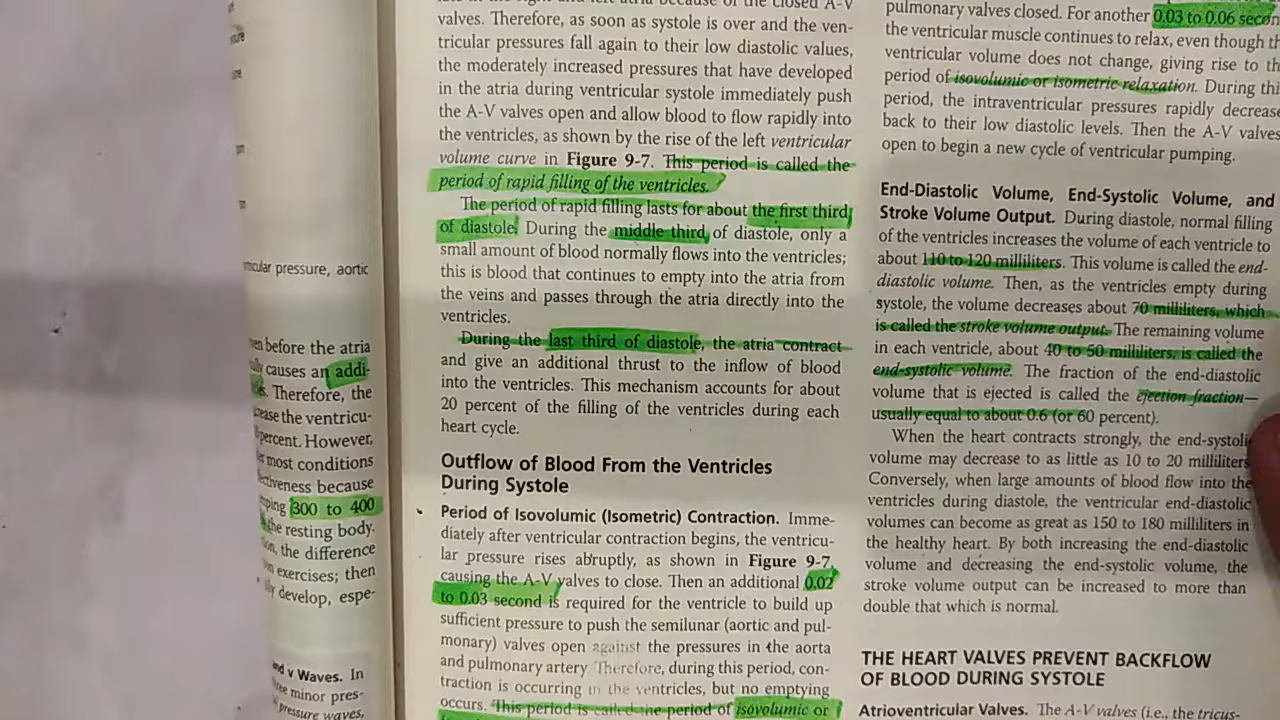 cular pressure, aortic
before the atria
causes an addi-
Therefore, the
the ventricu-
percent. However,
most conditions
because
300 to 400
the resting body.
the difference
exercises; then
develop, espe-
v Waves. In
minor pres-
pressure waves,
valves. Therefore, as soon as systole is over and the ven-
tricular pressures fall again to their low diastolic values,
the moderately increased pressures that have developed
in the atria during ventricular systole immediately push
the A-V valves open and allow blood to flow rapidly into
the ventricles, as shown by the rise of the left ventricular
volume curve in Figure 9-7. This period is called the
period of rapid filling of the ventricles.
The period of rapid filling lasts for about the first third
of diastole. During the middle third of diastole, only a
small amount of blood normally flows into the ventricles;
this is blood that continues to empty into the atria from
the veins and passes through the atria directly into the
ventricles.
During the last third of diastole, the atria contract
and give an additional thrust to the inflow of blood
into the ventricles. This mechanism accounts for about
20 percent of the filling of the ventricles during each
heart cycle.
Outflow of Blood From the Ventricles
During Systole
Period of Isovolumic (Isometric) Contraction. Imme-
diately after ventricular contraction begins, the ventricu-
lar pressure rises abruptly, as shown in Figure 9-7,
causing the A-V valves to close. Then an additional 0.02
to 0.03 second is required for the ventricle to build up
sufficient pressure to push the semilunar (aortic and pul-
monary) valves open against the pressures in the aorta
and pulmonary artery. Therefore, during this period, con-
traction is occurring in the ventricles, but no emptying
occurs. This period is called the period of isovolumic or
pulmonary valves closed. For another 0.03 to 0.06 secon
the ventricular muscle continues to relax, even though th
ventricular volume does not change, giving rise to th
period of isovolumic or isometric relaxation. During thi
period, the intraventricular pressures rapidly decrease
back to their low diastolic levels. Then the A-V valves
open to begin a new cycle of ventricular pumping.
End-Diastolic Volume, End-Systolic Volume, and
Stroke Volume Output. During diastole, normal filling
of the ventricles increases the volume of each ventricle to
about 110 to 120 milliliters. This volume is called the end-
diastolic volume. Then, as the ventricles empty during
systole, the volume decreases about 70 milliliters, which
is called the stroke volume output. The remaining volume
in each ventricle, about 40 to 50 milliliters, is called the
end-systolic volume. The fraction of the end-diastolic
volume that is ejected is called the ejection fraction—
usually equal to about 0.6 (or 60 percent).
When the heart contracts strongly, the end-systoli
volume may decrease to as little as 10 to 20 milliliters
Conversely, when large amounts of blood flow into the
ventricles during diastole, the ventricular end-diastolic
volumes can become as great as 150 to 180 milliliters in
the healthy heart. By both increasing the end-diastolic
volume and decreasing the end-systolic volume, the
stroke volume output can be increased to more than
double that which is normal.
THE HEART VALVES PREVENT BACKFLOW
OF BLOOD DURING SYSTOLE
Atrioventricular Valves. The A-V valves (i.e., the tricus-